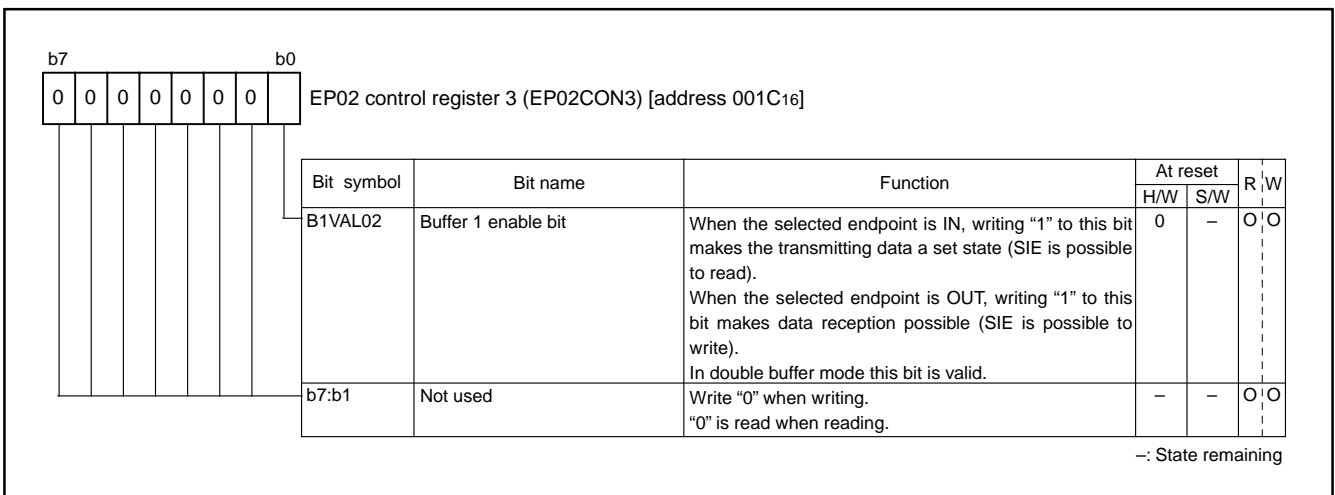 b7 b0
0 0 0 0 0 0 0 EP02 control register 3 (EP02CON3) [address 001C16]
Bit symbol Bit name Function At reset R W
H/W S/W
B1VAL02 Buffer 1 enable bit When the selected endpoint is IN, writing “1” to this bit 0 – O O
makes the transmitting data a set state (SIE is possible
to read).
When the selected endpoint is OUT, writing “1” to this
bit makes data reception possible (SIE is possible to
write).
In double buffer mode this bit is valid.
b7:b1 Not used Write “0” when writing. – – O O
“0” is read when reading.
–: State remaining